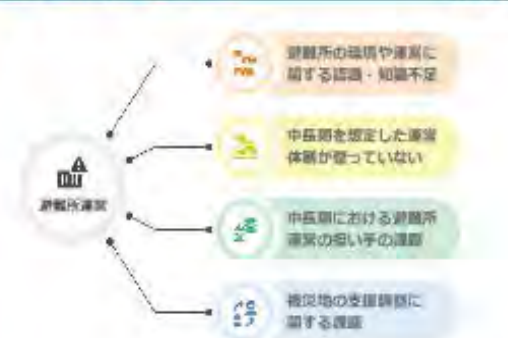 避難所の環境や運営に
関する認識・知識不足
中長期を想定した運営
体制が整っていない
避難所運営
中長期における避難所
運営の担い手の課題
被災地の支援調整に
関する課題